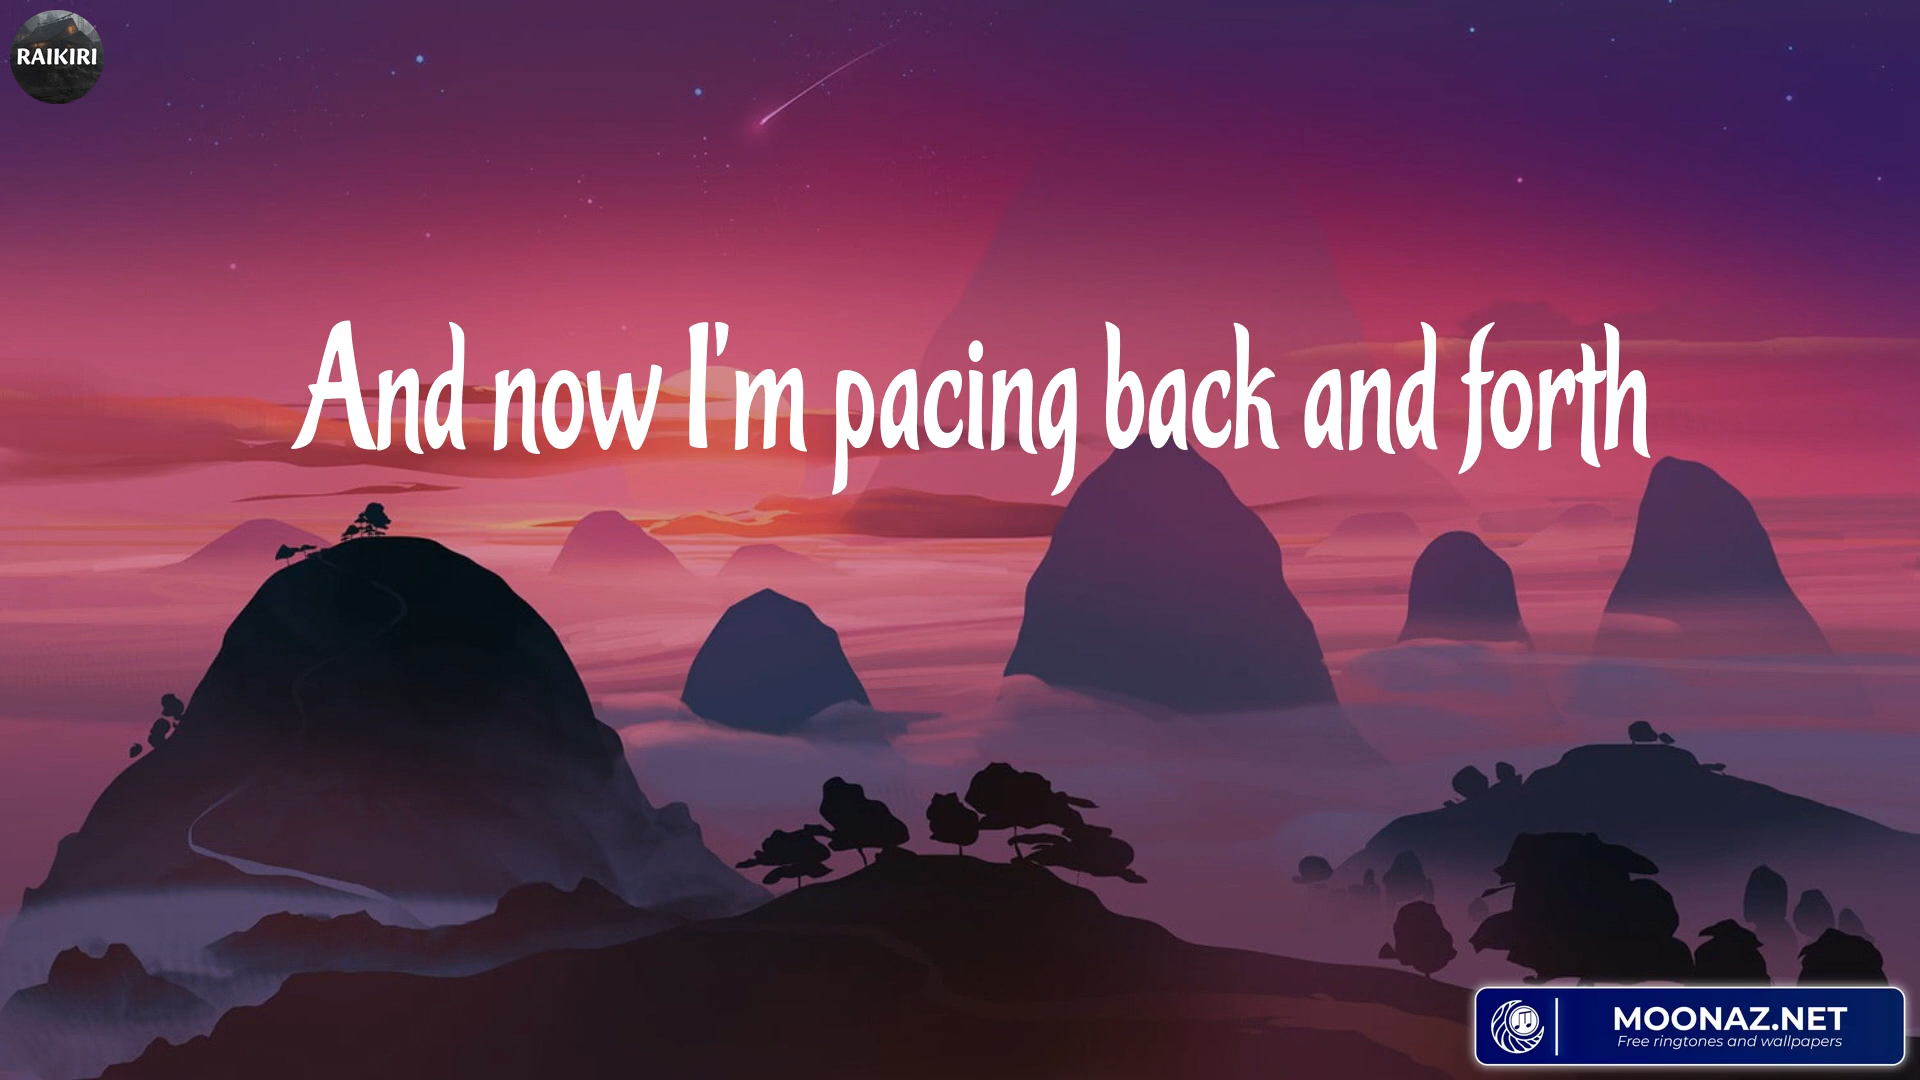 RAIKIRI
And now I'm pacing back and forth
MOONAZ.NET
Free ringtones and wallpapers